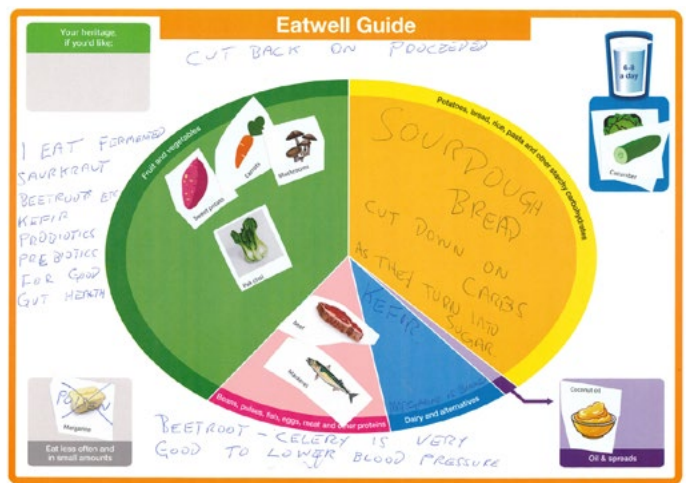 Eatwell Guide
Your heritage,
if you'd like:
CUT BACK ON PROCEEDED
6-8
a day
Cucumber
Fruit and vegetables
Sweet potato
Carrots
Mushrooms
Pak choi
Potatoes, bread, rice, pasta and other starchy carbohydrates
SOURDOUGH
BREAD
CUT DOWN ON
CARBS
AS THEY TURN INTO
SUGAR
I EAT FERMENTED
SAURKRAUT
BEETROOT ETC
KEFIR
PROBIOTICS
PREBIOTICS
FOR GOOD
GUT HEALTH
Beef
Mackerel
Beans, pulses, fish, eggs, meat and other proteins
KEFIR
Dairy and alternatives
Margarine
Eat less often and
in small amounts
Coconut oil
Oil & spreads
BEETROOT - CELERY IS VERY
GOOD TO LOWER BLOOD PRESSURE